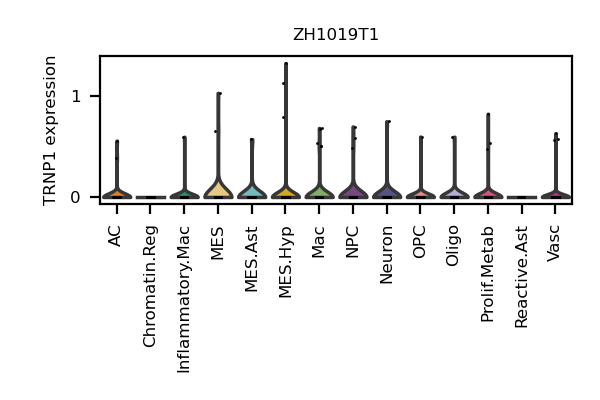 ZH1019T1
TRNP1 expression
1
0
AC
Chromatin.Reg
Inflammatory.Mac
MES
MES.Ast
MES.Hyp
Mac
NPC
Neuron
OPC
Oligo
Prolif.Metab
Reactive.Ast
Vasc